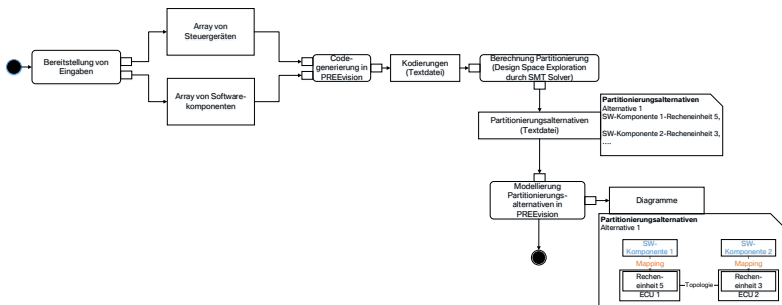 Bereitstellung von
Eingaben
Array von
Steuergeräten
Array von Software-
komponenten
Code-
generierung in
PREEvision
Kodierungen
(Textdatei)
Berechnung Partitionierung
(Design Space Exploration
durch SMT Solver)
Partitionierungsalternativen
(Textdatei)
Partitionierungsalternativen
Alternative 1
SW-Komponente 1-Recheneinheit 5,
SW-Komponente 2-Recheneinheit 3,
....
Modellierung
Partitionierungs-
alternativen in
PREEvision
Diagramme
Partitionierungsalternativen
Alternative 1
SW-
Komponente 1
SW-
Komponente 2
Mapping
Mapping
Rechen-
einheit 5
Topologie
Rechen-
einheit 3
ECU 1
ECU 2